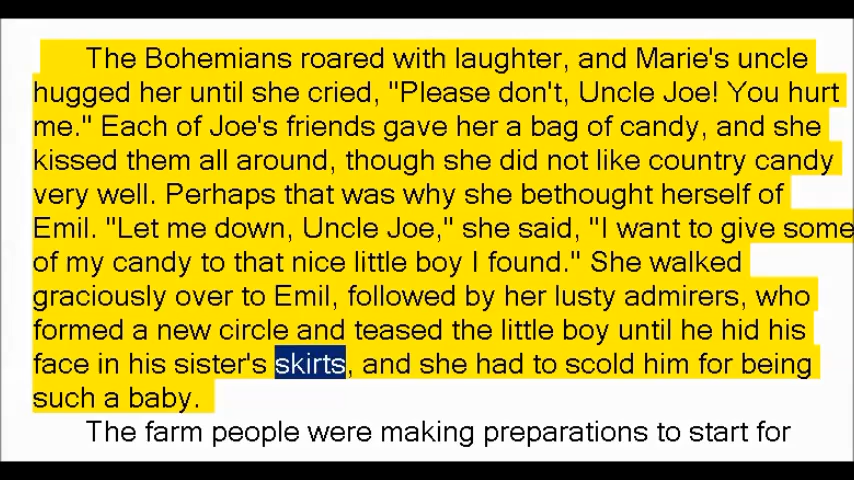 The Bohemians roared with laughter, and Marie's uncle
hugged her until she cried, "Please don't, Uncle Joe! You hurt
me." Each of Joe's friends gave her a bag of candy, and she
kissed them all around, though she did not like country candy
very well. Perhaps that was why she bethought herself of
Emil. "Let me down, Uncle Joe," she said, "I want to give some
of my candy to that nice little boy I found." She walked
graciously over to Emil, followed by her lusty admirers, who
formed a new circle and teased the little boy until he hid his
face in his sister's skirts, and she had to scold him for being
such a baby.
The farm people were making preparations to start for